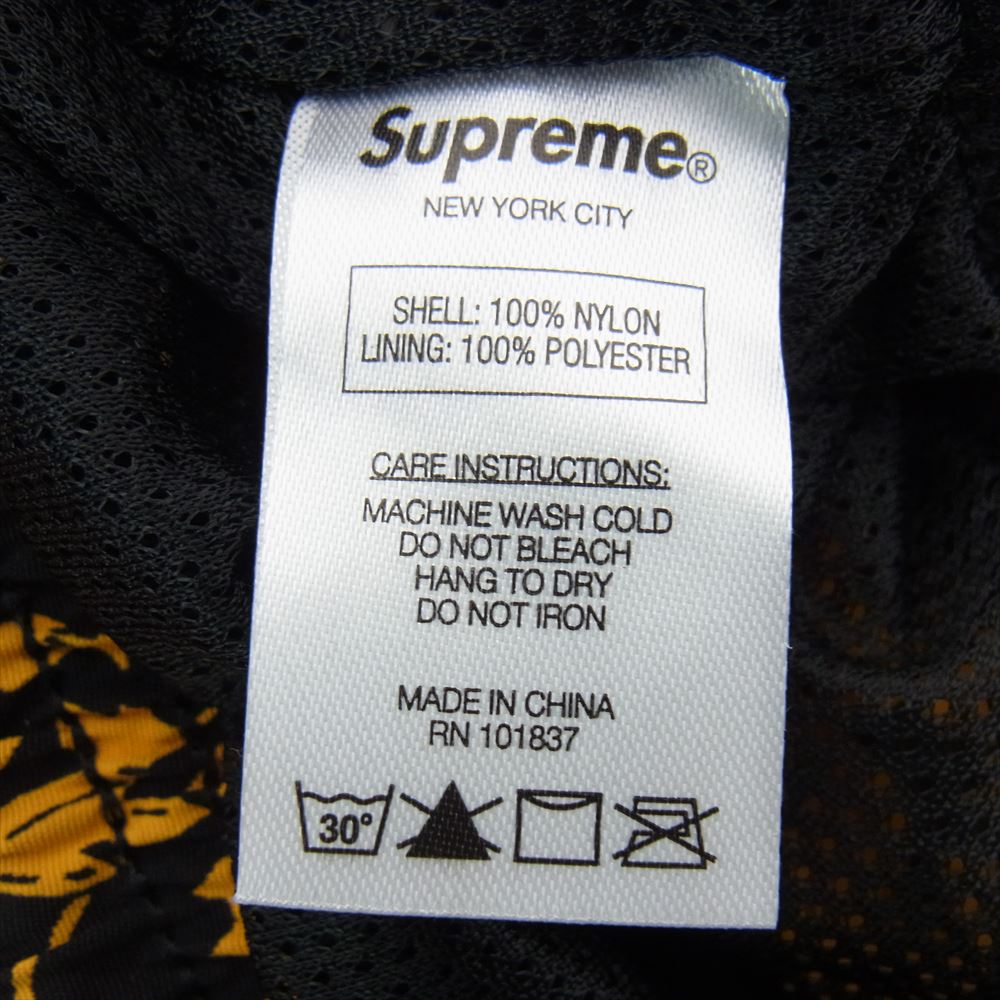 Supreme®
NEW YORK CITY
SHELL: 100% NYLON
LINING: 100% POLYESTER
CARE INSTRUCTIONS:
MACHINE WASH COLD
DO NOT BLEACH
HANG TO DRY
DO NOT IRON
MADE IN CHINA
RN 101837
30°